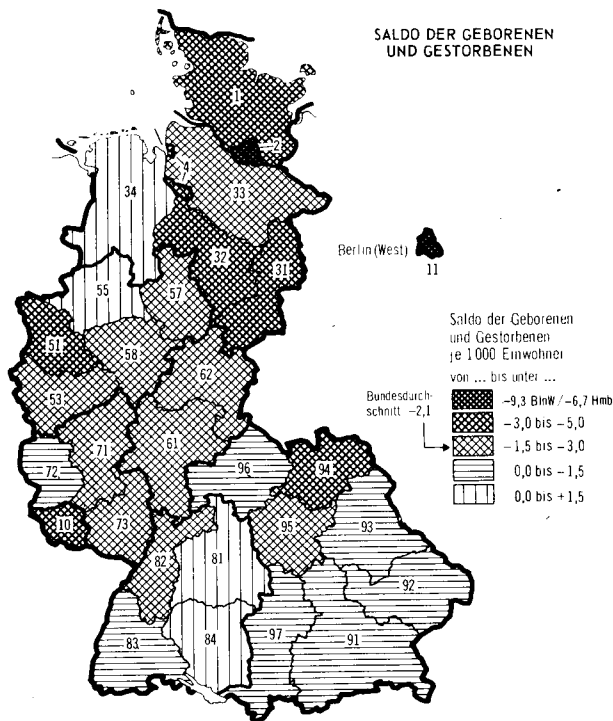 SALDO DER GEBORENEN
UND GESTORBENEN
1
2
4
33
34
32
31
Berlin (West)
11
55
57
51
58
62
53
71
61
72
96
94
10
73
93
95
82
81
92
84
97
91
83
Saldo der Geborenen
und Gestorbenen
je 1000 Einwohner
von ... bis unter ...
Bundesdurch-
schnitt -2,1
-9,3 BlnW / -6,7 Hmb
-3,0 bis -5,0
-1,5 bis -3,0
0,0 bis -1,5
0,0 bis +1,5